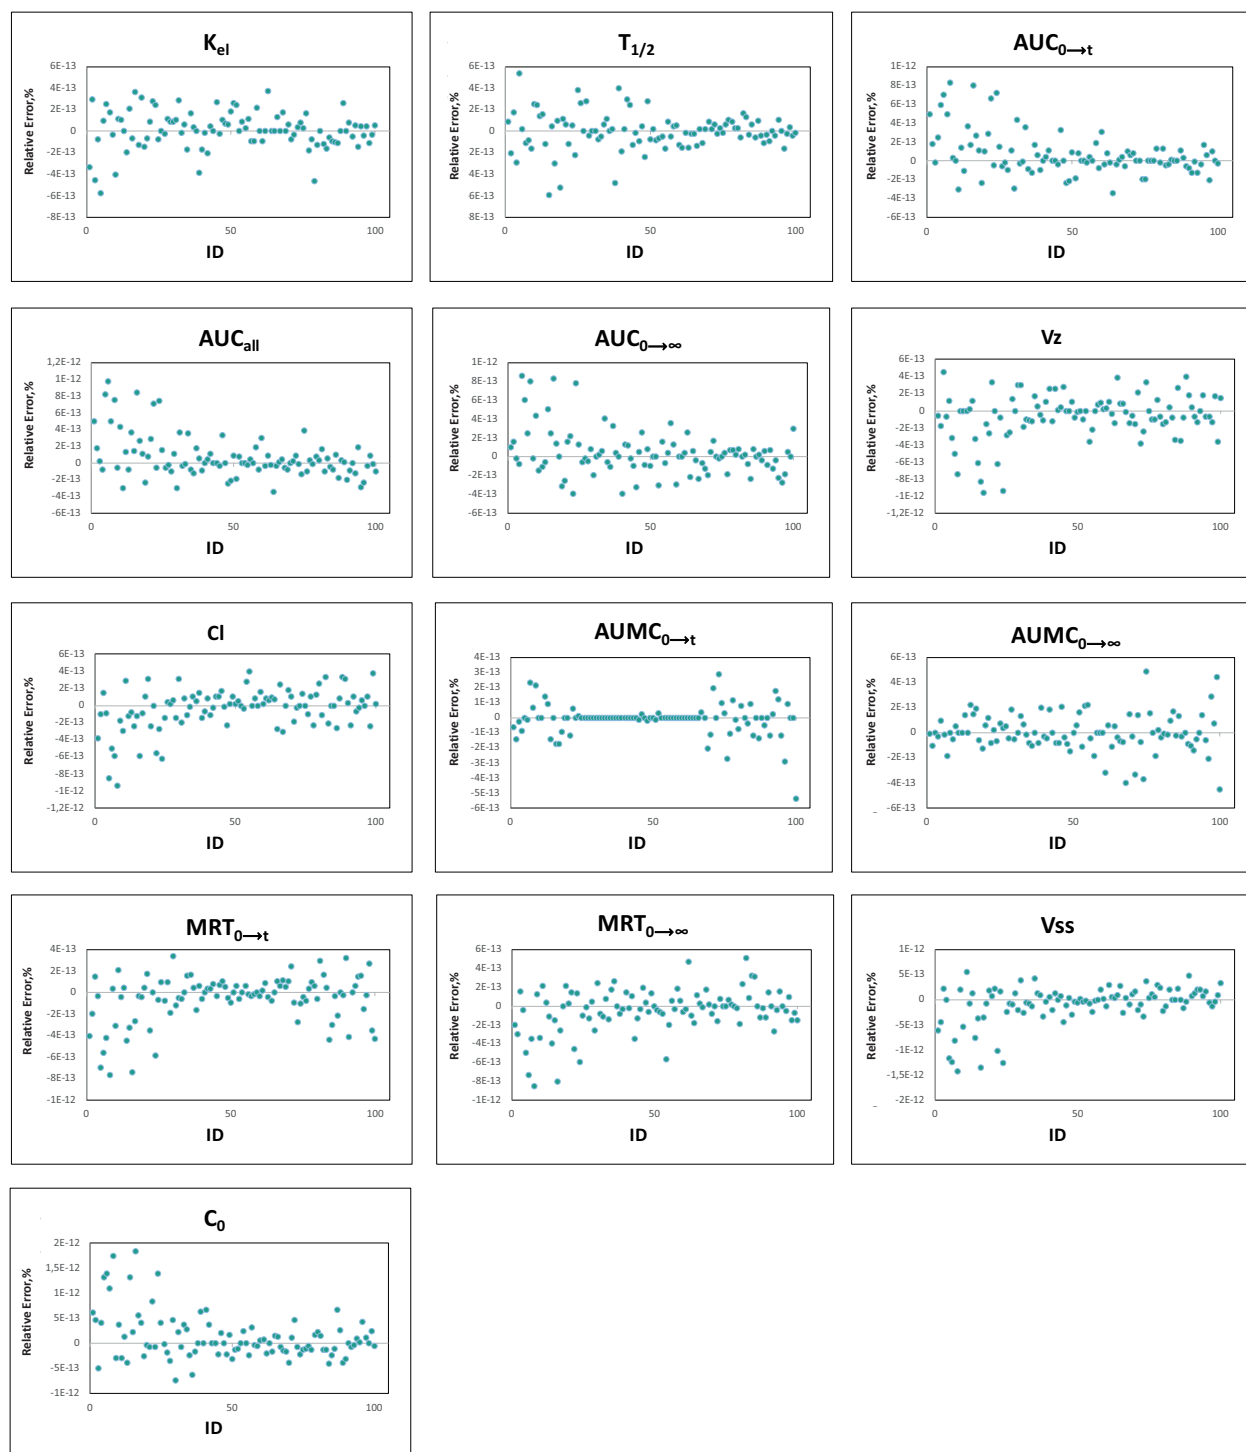 K_el
Relative Error,%
6E-13
4E-13
2E-13
0
-2E-13
-4E-13
6E-13
8E-13
0
50
100
ID
T_1/2
Relative Error,%
6E-13
4E-13
2E-13
0
-2E-13
4E-13
6E-13
8E-13
0
50
100
ID
AUC_0→t
Relative Error,%
1E-12
8E-13
6E-13
4E-13
2E-13
0
-2E-13
-4E-13
-6E-13
0
50
100
ID
AUC_all
Relative Error,%
1,2E-12
1E-12
8E-13
6E-13
4E-13
2E-13
0
-2E-13
-4E-13
-6E-13
0
50
100
ID
AUC_0→∞
Relative Error,%
1E-12
8E-13
6E-13
4E-13
2E-13
0
-2E-13
-4E-13
-6E-13
0
50
100
ID
Vz
Relative Error,%
6E-13
4E-13
2E-13
0
-2E-13
-4E-13
-6E-13
-8E-13
-1E-12
-1,2E-12
0
50
100
ID
Cl
Relative Error,%
6E-13
4E-13
2E-13
0
-2E-13
-4E-13
-6E-13
-8E-13
-1E-12
-1,2E-12
0
50
100
ID
AUMC_0→t
Relative Error,%
4E-13
3E-13
2E-13
1E-13
0
-1E-13
-2E-13
-3E-13
-4E-13
-5E-13
-6E-13
0
50
100
ID
AUMC_0→∞
Relative Error,%
6E-13
4E-13
2E-13
0
-2E-13
-4E-13
-6E-13
0
50
100
ID
MRT_0→t
Relative Error,%
4E-13
2E-13
0
-2E-13
-4E-13
-6E-13
-8E-13
-1E-12
0
50
100
ID
MRT_0→∞
Relative Error,%
6E-13
4E-13
2E-13
0
-2E-13
-4E-13
-6E-13
-8E-13
-1E-12
0
50
100
ID
Vss
Relative Error,%
1E-12
5E-13
0
-5E-13
-1E-12
-1,5E-12
-2E-12
0
50
100
ID
C_0
Relative Error,%
2E-12
1,5E-12
1E-12
5E-13
0
-5E-13
-1E-12
0
50
100
ID